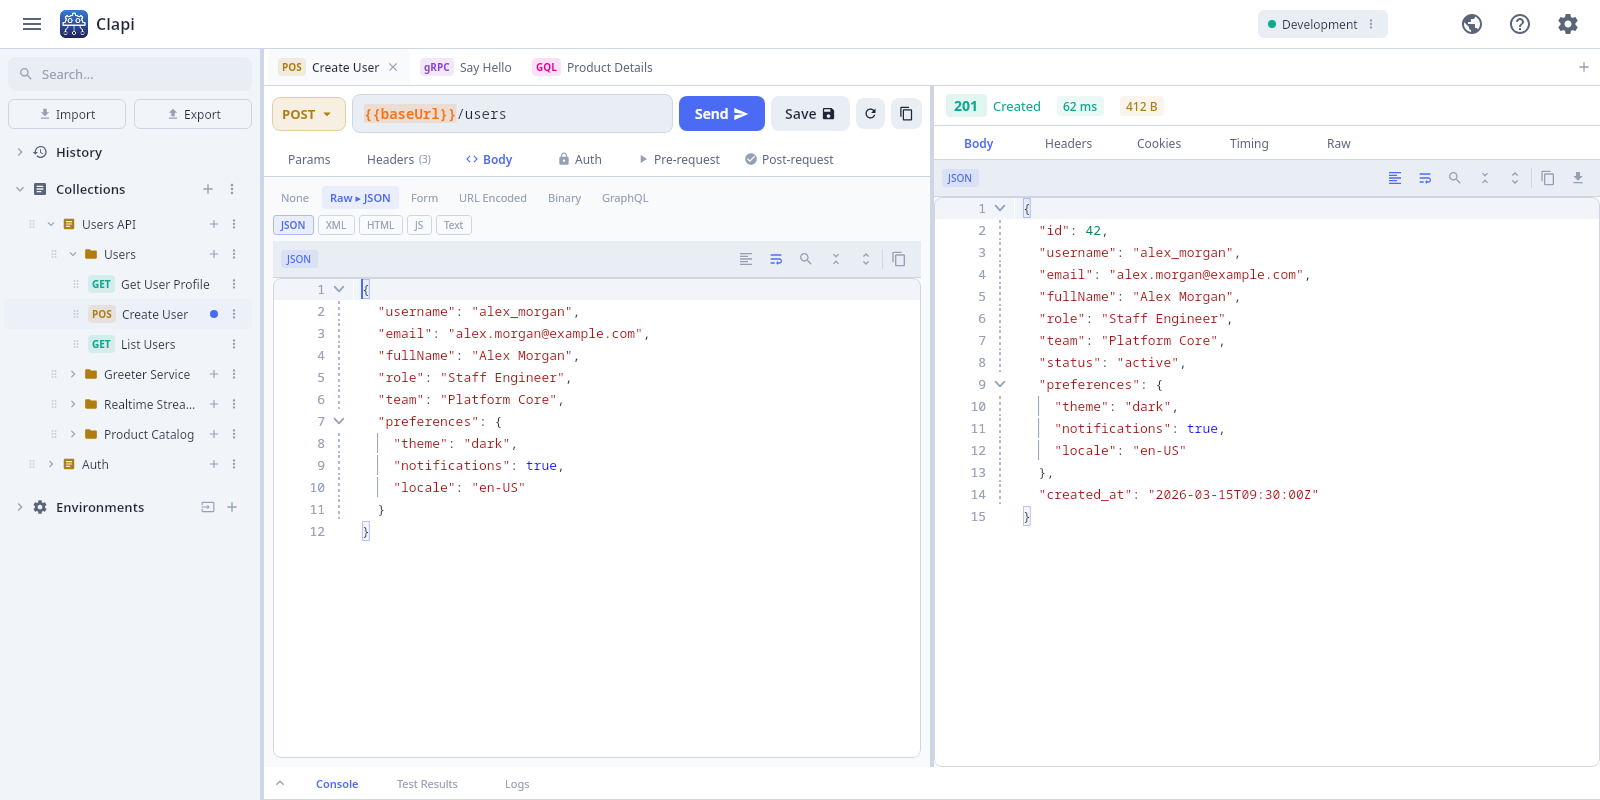 Clapi
Development
Search...
Import
Export
History
Collections
Users API
Users
GET Get User Profile
POS Create User
GET List Users
Greeter Service
Realtime Strea...
Product Catalog
Auth
Environments
POS Create User
gRPC Say Hello
GQL Product Details
POST
{{baseUrl}}/users
Send
Save
Params
Headers (3)
Body
Auth
Pre-request
Post-request
None
Raw ▸ JSON
Form
URL Encoded
Binary
GraphQL
JSON
XML
HTML
JS
Text
JSON
1 {
2 "username": "alex_morgan",
3 "email": "alex.morgan@example.com",
4 "fullName": "Alex Morgan",
5 "role": "Staff Engineer",
6 "team": "Platform Core",
7 "preferences": {
8 "theme": "dark",
9 "notifications": true,
10 "locale": "en-US"
11 }
12 }
Console
Test Results
Logs
201 Created
62 ms
412 B
Body
Headers
Cookies
Timing
Raw
JSON
1 {
2 "id": 42,
3 "username": "alex_morgan",
4 "email": "alex.morgan@example.com",
5 "fullName": "Alex Morgan",
6 "role": "Staff Engineer",
7 "team": "Platform Core",
8 "status": "active",
9 "preferences": {
10 "theme": "dark",
11 "notifications": true,
12 "locale": "en-US"
13 },
14 "created_at": "2026-03-15T09:30:00Z"
15 }